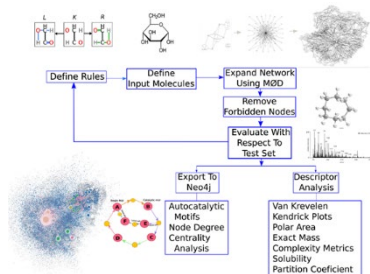 L
K
R
CH₂OH
Define Rules
Define
Input Molecules
Expand Network
Using MØD
Remove
Forbidden Nodes
Evaluate With
Respect To
Test Set
Export To
Neo4j
Descriptor
Analysis
Autocatalytic
Motifs
Node Degree
Centrality
Analysis
Van Krevelen
Kendrick Plots
Polar Area
Exact Mass
Complexity Metrics
Solubility
Partition Coeficient